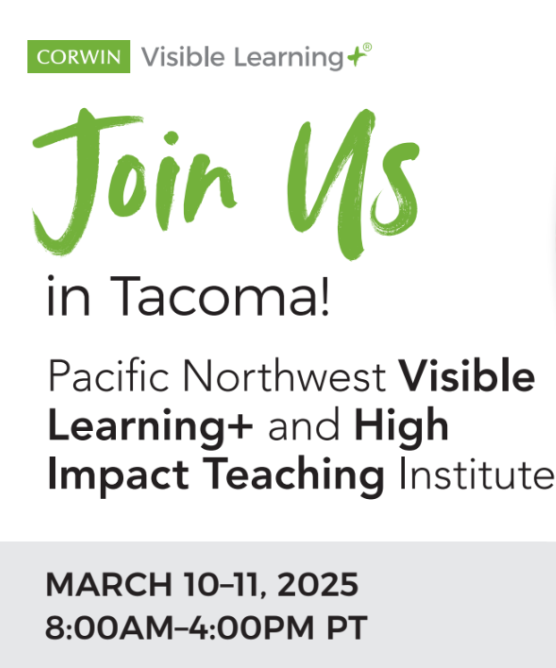 CORWIN Visible Learning+®
Join Us
in Tacoma!
Pacific Northwest Visible
Learning+ and High
Impact Teaching Institute
MARCH 10–11, 2025
8:00AM–4:00PM PT